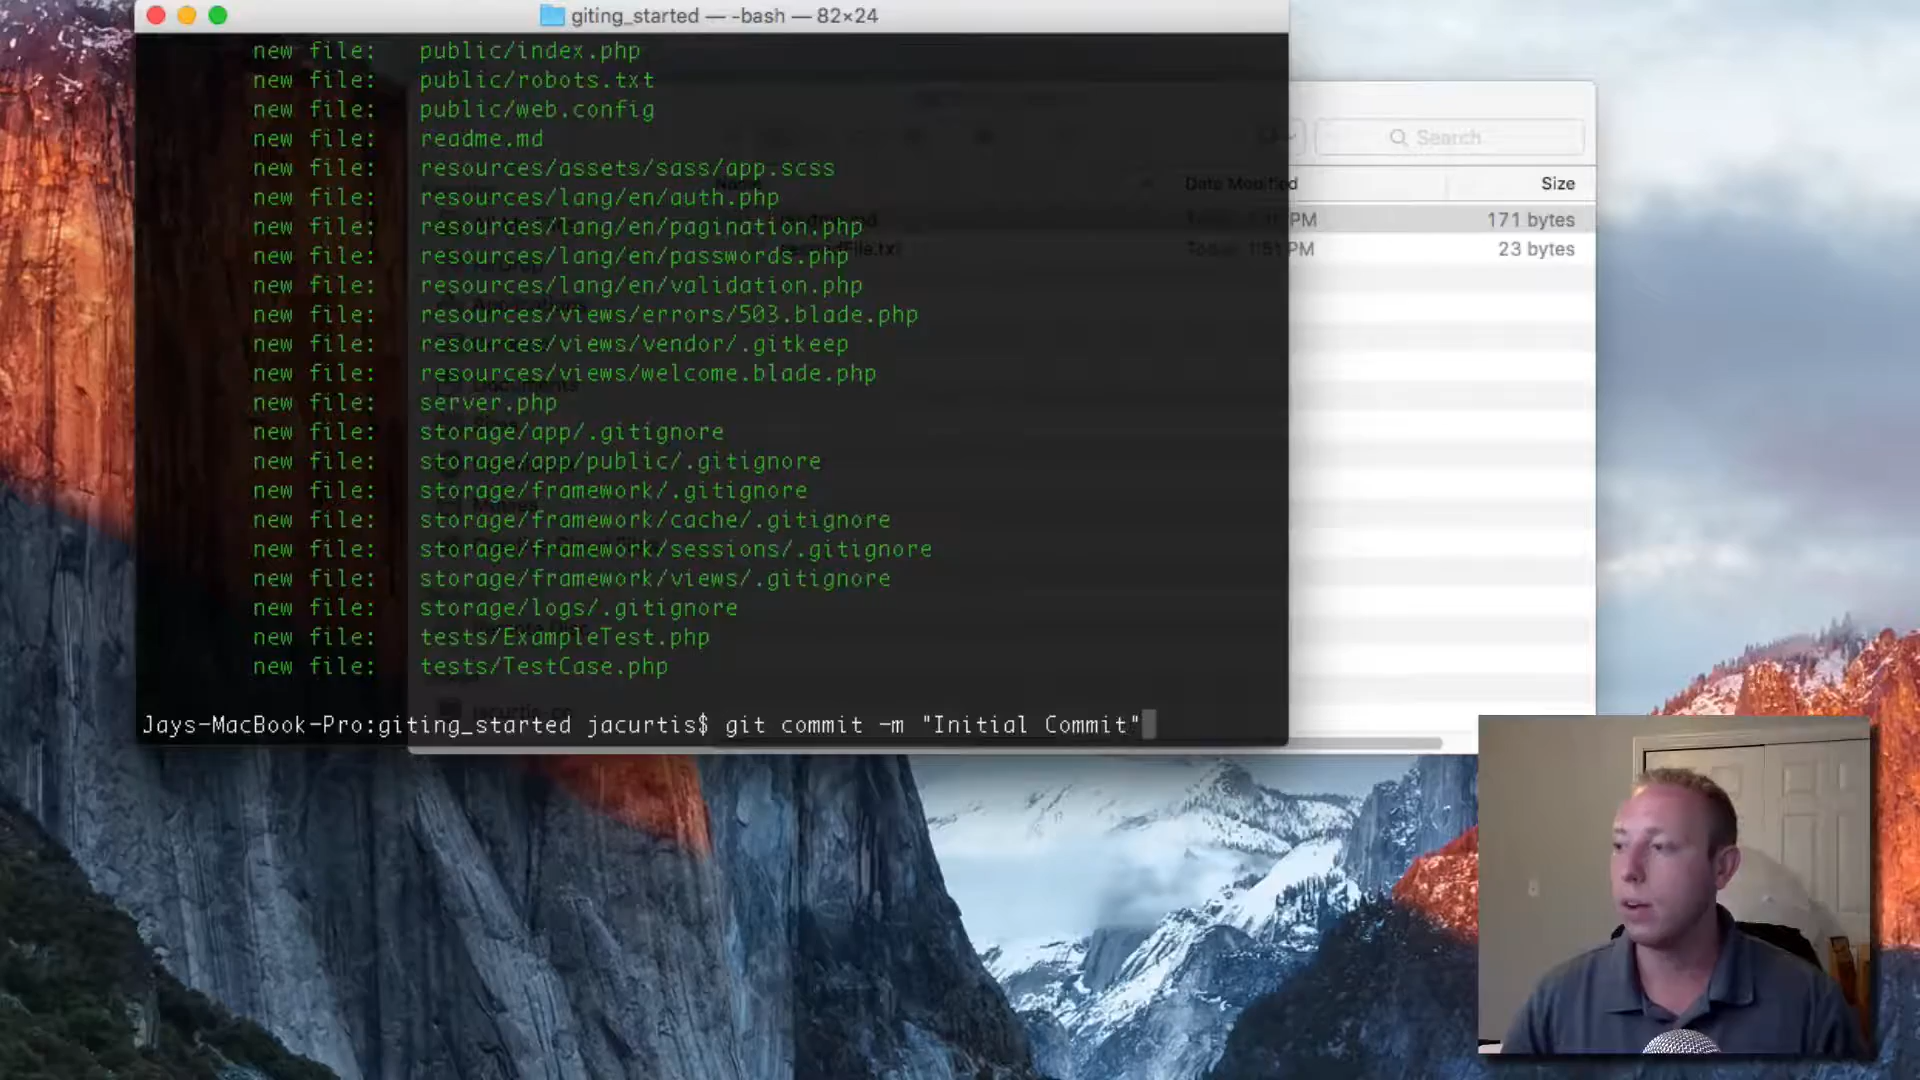 giting_started — -bash — 82×24
new file: public/index.php
new file: public/robots.txt
new file: public/web.config
new file: readme.md
new file: resources/assets/sass/app.scss
new file: resources/lang/en/auth.php
new file: resources/lang/en/pagination.php
new file: resources/lang/en/passwords.php
new file: resources/lang/en/validation.php
new file: resources/views/errors/503.blade.php
new file: resources/views/vendor/.gitkeep
new file: resources/views/welcome.blade.php
new file: server.php
new file: storage/app/.gitignore
new file: storage/app/public/.gitignore
new file: storage/framework/.gitignore
new file: storage/framework/cache/.gitignore
new file: storage/framework/sessions/.gitignore
new file: storage/framework/views/.gitignore
new file: storage/logs/.gitignore
new file: tests/ExampleTest.php
new file: tests/TestCase.php
Jays-MacBook-Pro:giting_started jacurtis$ git commit -m "Initial Commit"
Search
Name Date Modified Size
PM 171 bytes
Today, 1:51 PM 23 bytes
AirDrop
Applications
Documents